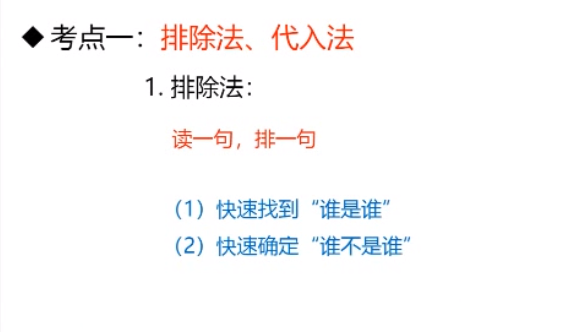 ◆ 考点一：排除法、代入法
1. 排除法：
读一句，排一句
（1）快速找到“谁是谁”
（2）快速确定“谁不是谁”